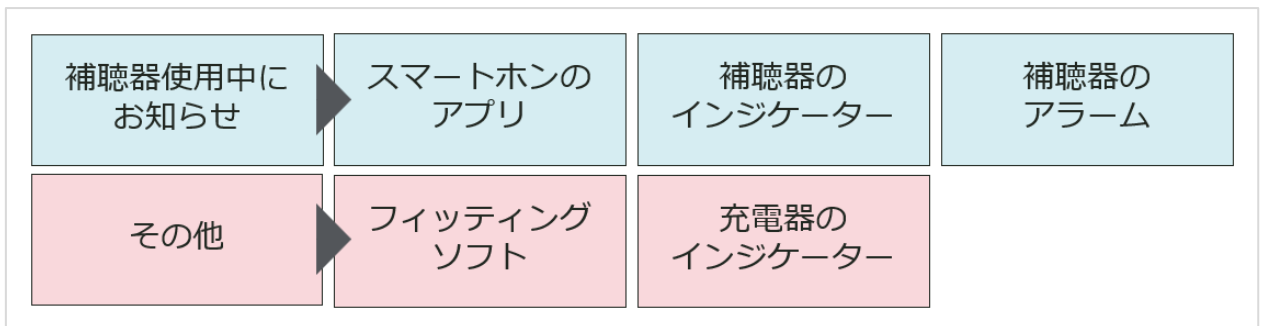 補聴器使用中に
お知らせ
スマートホンの
アプリ
補聴器の
インジケーター
補聴器の
アラーム
その他
フィッティング
ソフト
充電器の
インジケーター